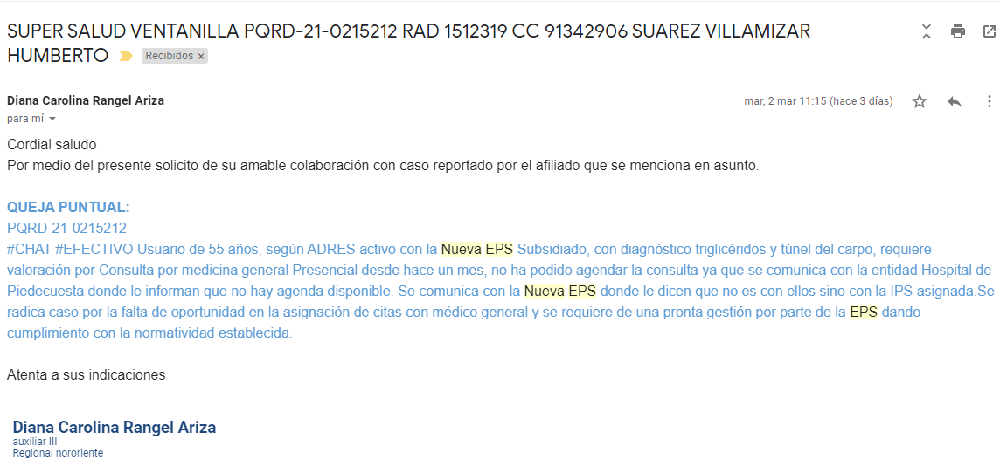 SUPER SALUD VENTANILLA PQRD-21-0215212 RAD 1512319 CC 91342906 SUAREZ VILLAMIZAR
HUMBERTO Recibidos x
Diana Carolina Rangel Ariza mar, 2 mar 11:15 (hace 3 días)
para mí
Cordial saludo
Por medio del presente solicito de su amable colaboración con caso reportado por el afiliado que se menciona en asunto.
QUEJA PUNTUAL:
PQRD-21-0215212
#CHAT #EFECTIVO Usuario de 55 años, según ADRES activo con la Nueva EPS Subsidiado, con diagnóstico triglicéridos y túnel del carpo, requiere
valoración por Consulta por medicina general Presencial desde hace un mes, no ha podido agendar la consulta ya que se comunica con la entidad Hospital de
Piedecuesta donde le informan que no hay agenda disponible. Se comunica con la Nueva EPS donde le dicen que no es con ellos sino con la IPS asignada.Se
radica caso por la falta de oportunidad en la asignación de citas con médico general y se requiere de una pronta gestión por parte de la EPS dando
cumplimiento con la normatividad establecida.
Atenta a sus indicaciones
Diana Carolina Rangel Ariza
auxiliar III
Regional nororiente